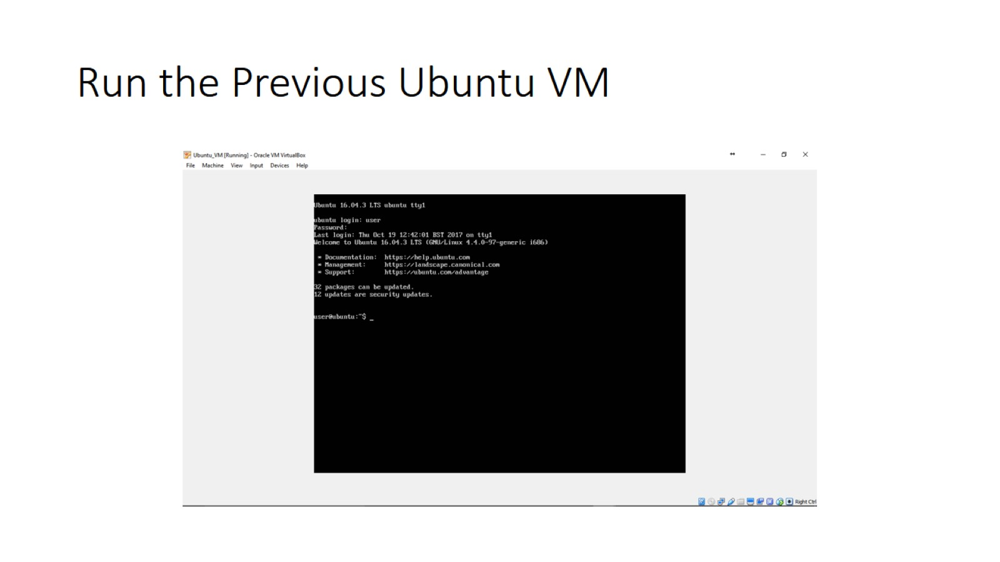 Run the Previous Ubuntu VM
Ubuntu_VM [Running] - Oracle VM VirtualBox
File Machine View Input Devices Help
Ubuntu 16.04.3 LTS ubuntu tty1
ubuntu login: user
Password:
Last login: Thu Oct 19 12:42:01 BST 2017 on tty1
Welcome to Ubuntu 16.04.3 LTS (GNU/Linux 4.4.0-97-generic i686)
* Documentation: https://help.ubuntu.com
* Management: https://landscape.canonical.com
* Support: https://ubuntu.com/advantage
32 packages can be updated.
12 updates are security updates.
user@ubuntu:~$ _
Right Ctrl